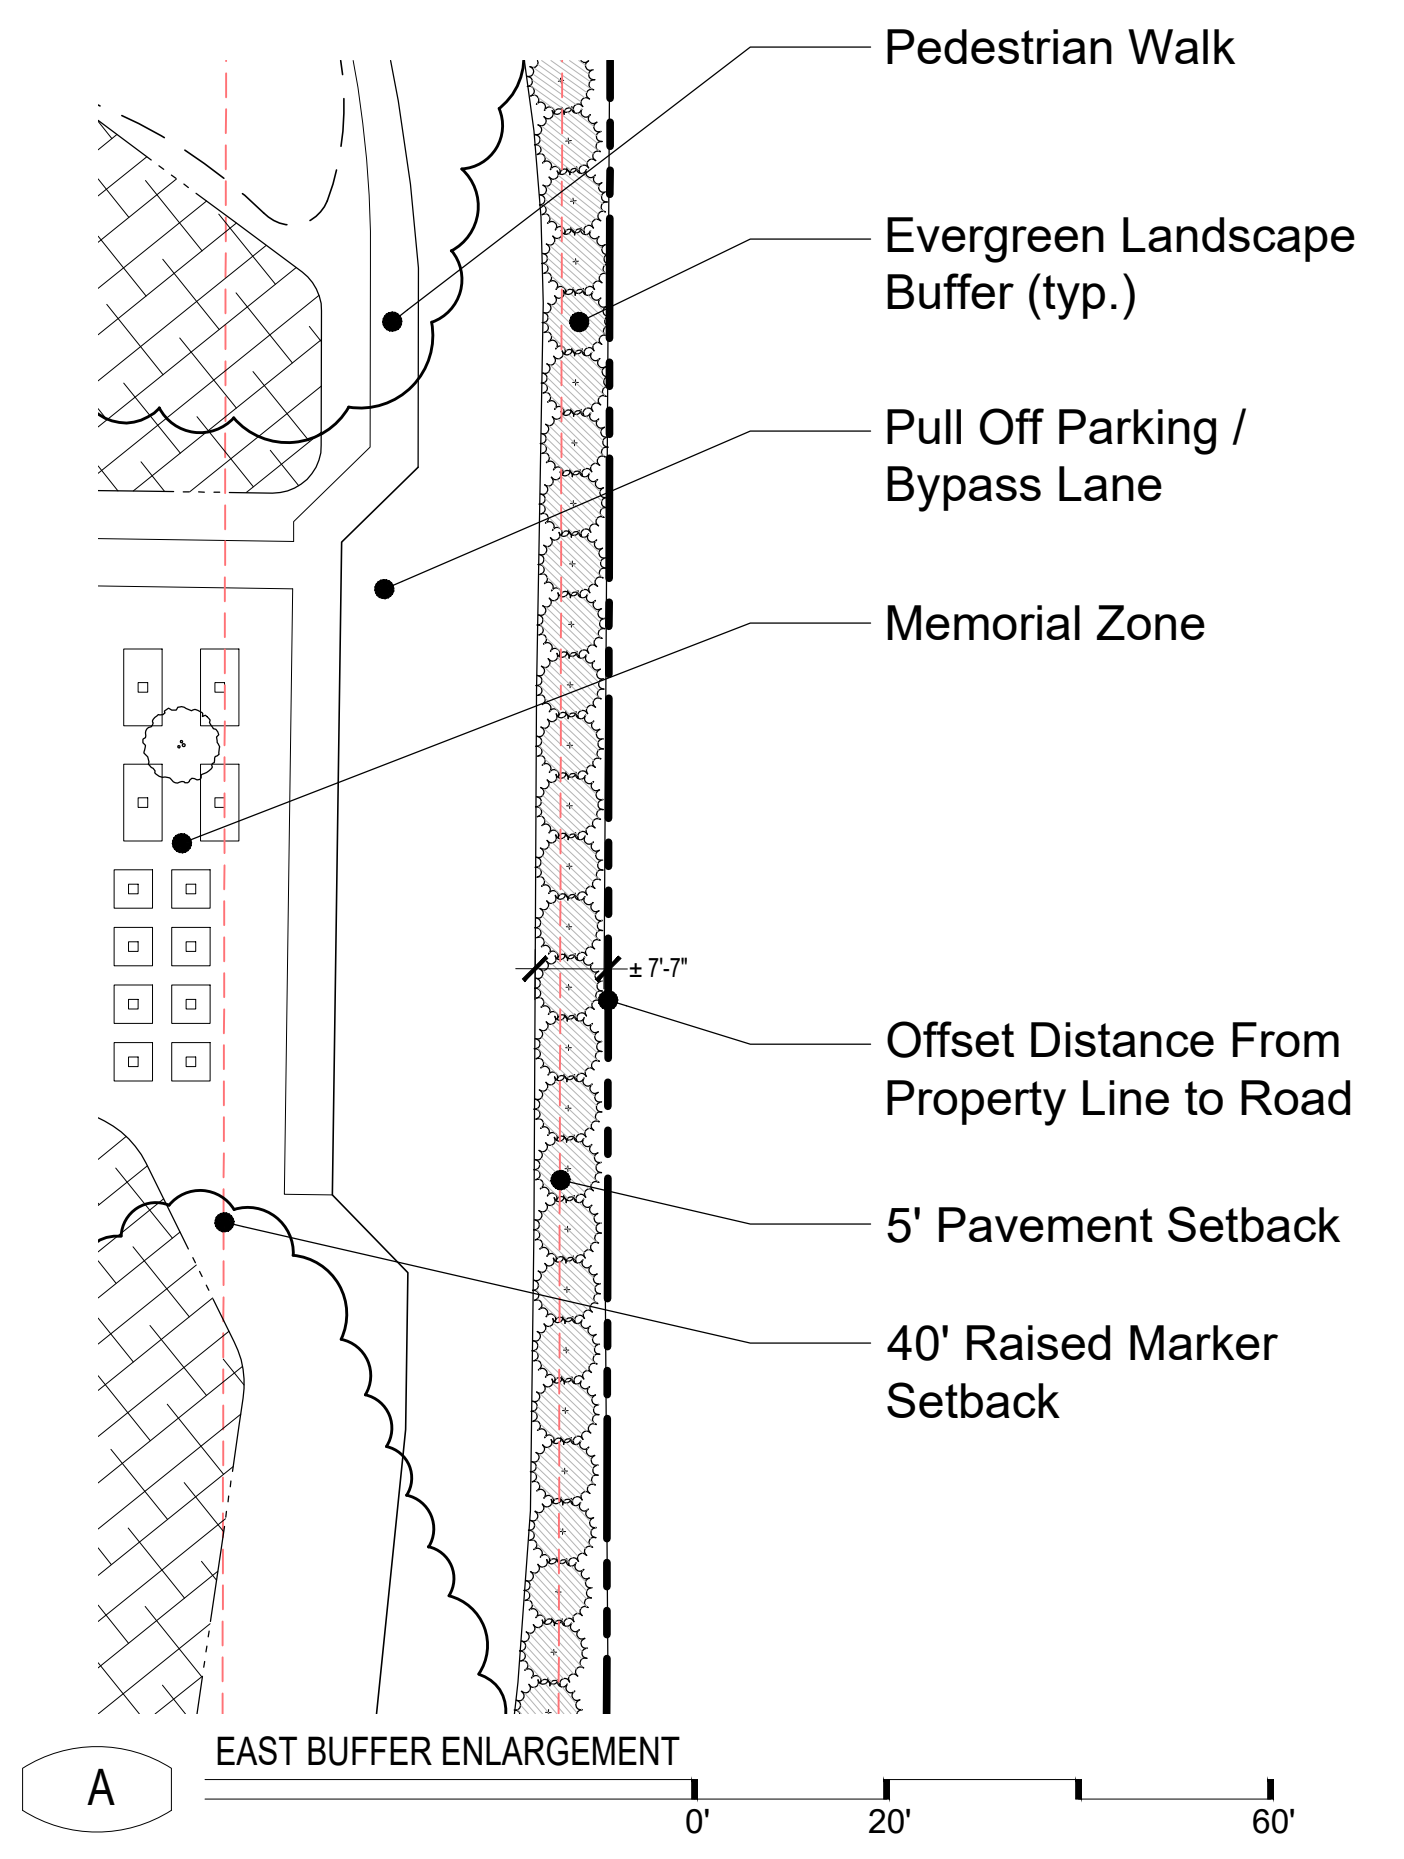 Pedestrian Walk
Evergreen Landscape
Buffer (typ.)
Pull Off Parking /
Bypass Lane
Memorial Zone
± 7'-7"
Offset Distance From
Property Line to Road
5' Pavement Setback
40' Raised Marker
Setback
A
EAST BUFFER ENLARGEMENT
0' 20' 60'